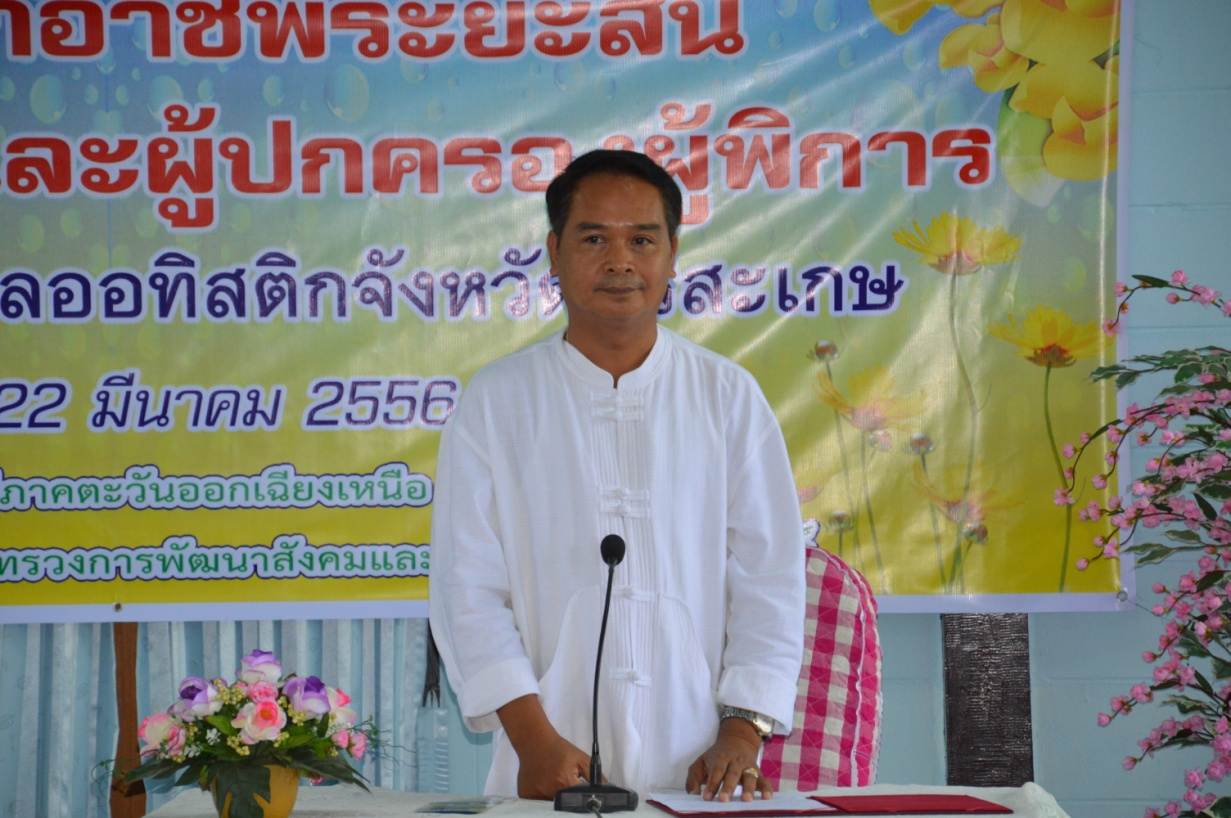 อาชีพระยะสั้น
และผู้ปกครองผู้พิการ
ลออทิสติกจังหวัด สะเกษ
22 มีนาคม 2556
ภาคตะวันออกเฉียงเหนือ
ทรวงการพัฒนาสังคมและ